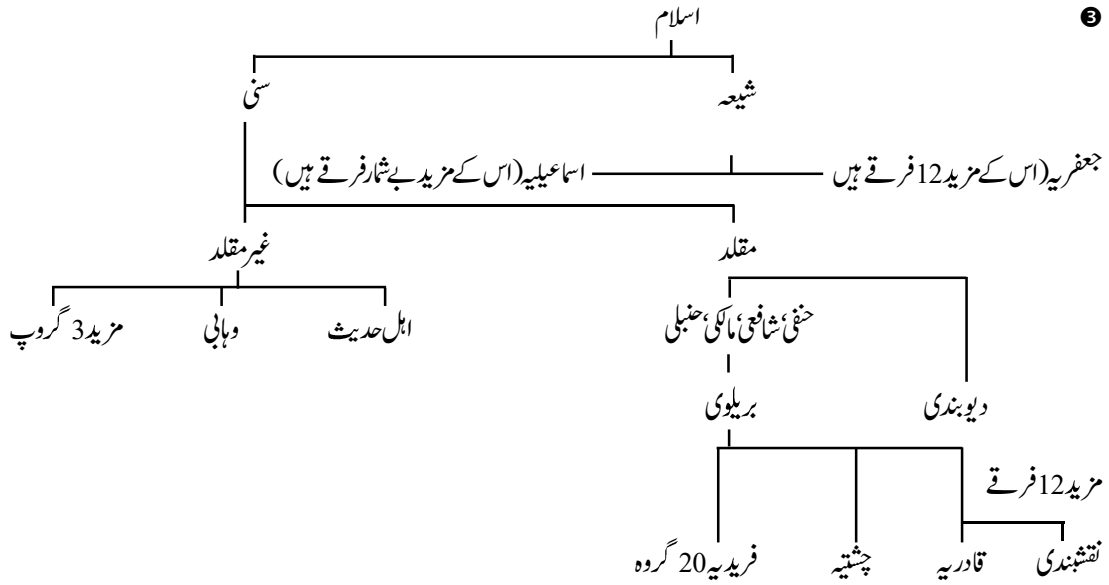 ❸
اسلام
شیعہ
سنی
جعفریہ (اس کے مزید 12 فرقے ہیں
اسماعیلیہ (اس کے مزید بے شمار فرقے ہیں)
مقلد
غیر مقلد
حنفی، شافعی، مالکی، حنبلی
اہل حدیث
وہابی
مزید 3 گروپ
دیوبندی
بریلوی
مزید 12 فرقے
نقشبندی
قادریہ
چشتیہ
فریدیہ 20 گروہ